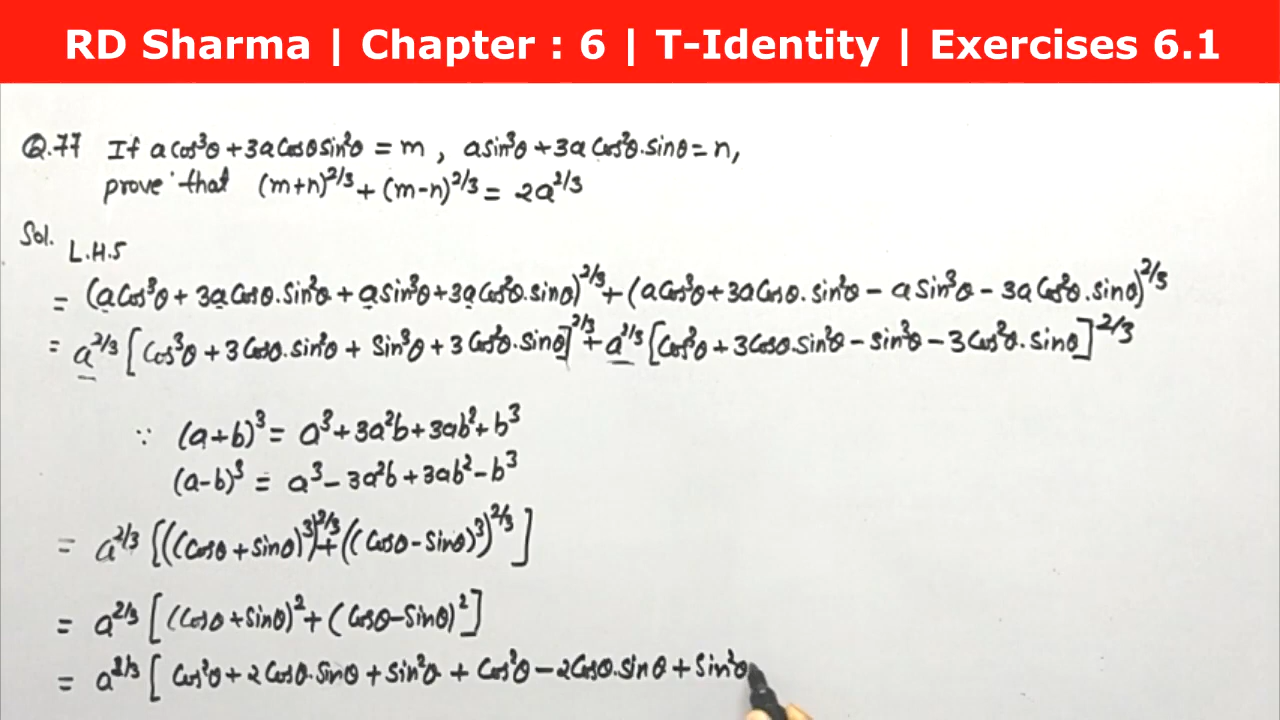 RD Sharma | Chapter : 6 | T-Identity | Exercises 6.1
Q.77 If a cos³θ + 3a cosθ sin²θ = m , a sin³θ + 3a cos²θ. sinθ = n,
prove that (m+n)^2/3 + (m-n)^2/3 = 2a^2/3
Sol. L.H.S
= (a cos³θ + 3a cosθ. sin²θ + a sin³θ + 3a cos²θ. sinθ)^2/3 + (a cos³θ + 3a cosθ. sin²θ - a sin³θ - 3a cos²θ. sinθ)^2/3
= a^2/3 [cos³θ + 3 cosθ. sin²θ + sin³θ + 3 cos²θ. sinθ]^2/3 + a^2/3 [cos³θ + 3 cosθ. sin²θ - sin³θ - 3 cos²θ. sinθ]^2/3
∵ (a+b)³ = a³ + 3a²b + 3ab² + b³
(a-b)³ = a³ - 3a²b + 3ab² - b³
= a^2/3 [((cosθ + sinθ)³)^2/3 + ((cosθ - sinθ)³)^2/3]
= a^2/3 [(cosθ + sinθ)² + (cosθ - sinθ)²]
= a^2/3 [cos²θ + 2 cosθ. sinθ + sin²θ + cos²θ - 2cosθ. sinθ + sin²θ